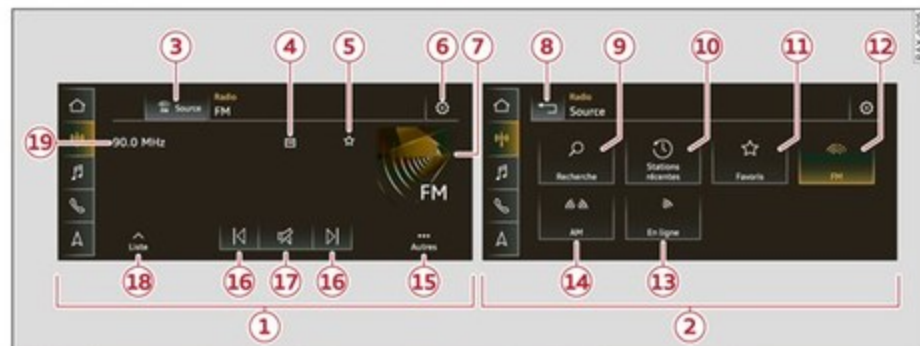 3
4
5
6
7
8
9
10
11
12
Source
Radio
FM
Radio
Source
19
90.0 MHz
FM
Recherche
Stations
récentes
Favoris
FM
AM
En ligne
Liste
Autres
18
16
17
16
15
14
13
1
2